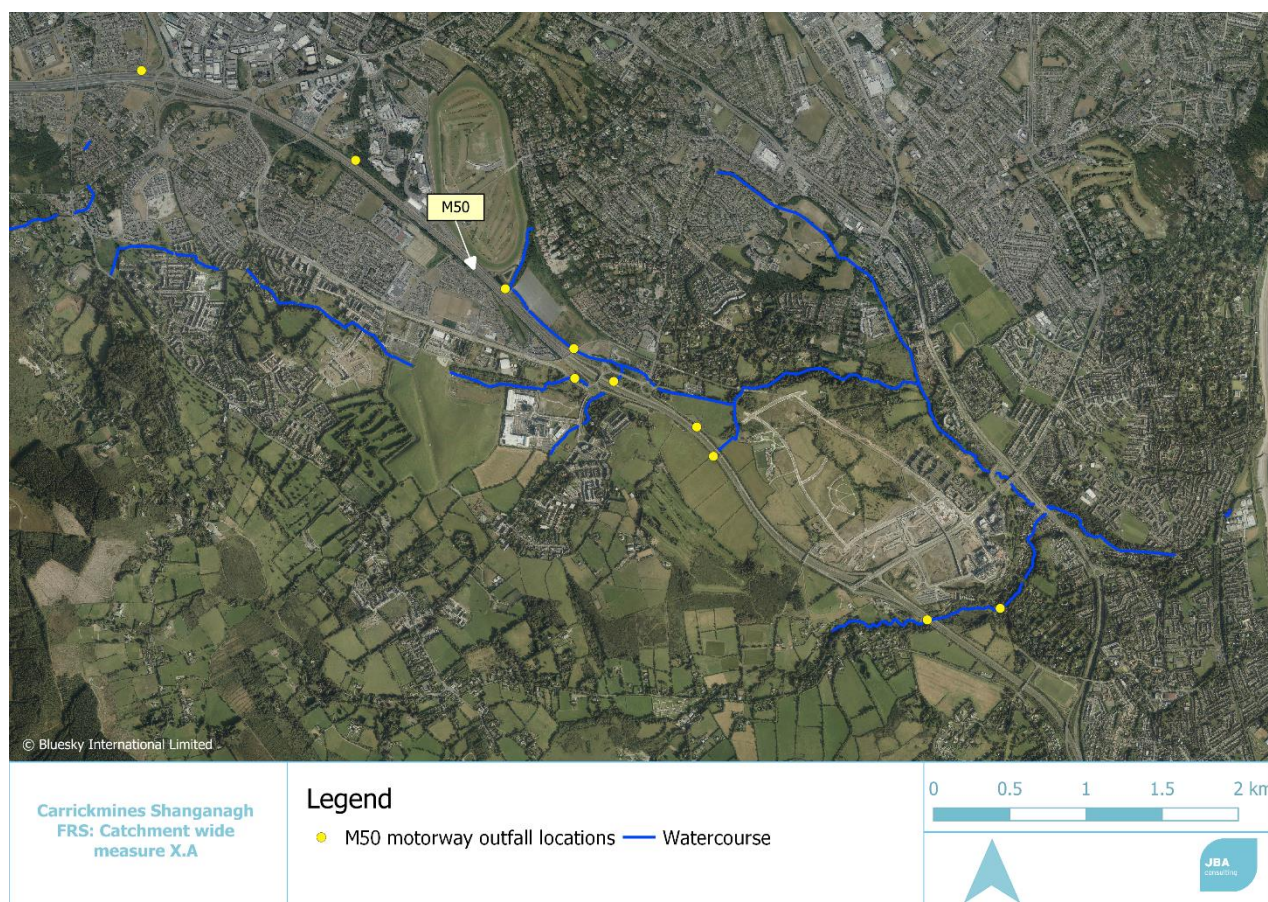 M50
© Bluesky International Limited
Carrickmines Shanganagh
FRS: Catchment wide
measure X.A
Legend
M50 motorway outfall locations
Watercourse
0 0.5 1 1.5 2 km
JBA
consulting